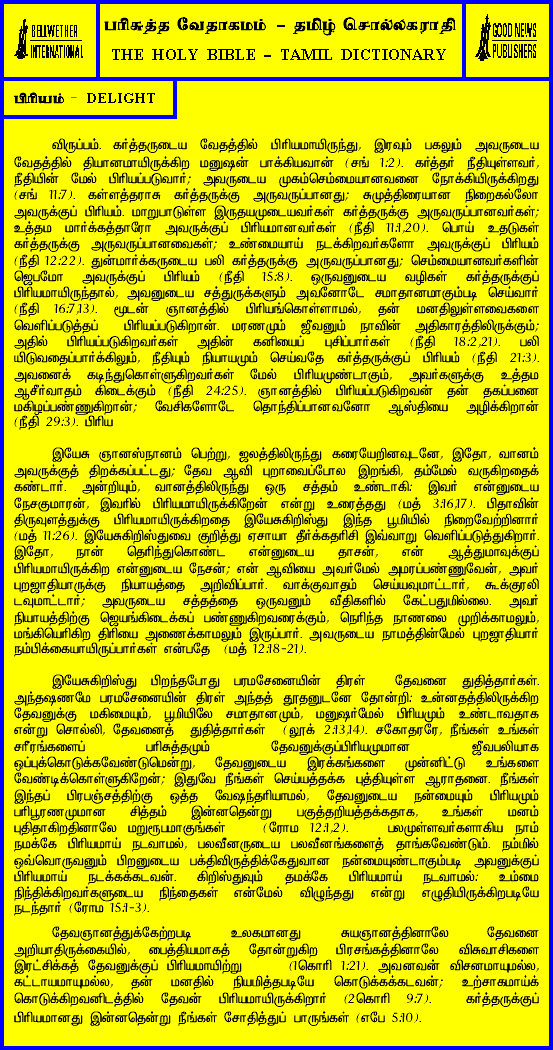 BELLWETHER
INTERNATIONAL
பரிசுத்த வேதாகமம் - தமிழ் சொல்லகராதி
THE HOLY BIBLE - TAMIL DICTIONARY
GOOD NEWS
PUBLISHERS
பிரியம் - DELIGHT
விருப்பம். கர்த்தருடைய வேதத்தில் பிரியமாயிருந்து, இரவும் பகலும் அவருடைய
வேதத்தில் தியானமாயிருக்கிற மனுஷன் பாக்கியவான் (சங் 1:2). கர்த்தர் நீதியுள்ளவர்,
நீதியின் மேல் பிரியப்படுவார்; அவருடைய முகம்செம்மையானவனை நோக்கியிருக்கிறது
(சங் 11:7). கள்ளத்தராசு கர்த்தருக்கு அருவருப்பானது; சுமுத்திரையான நிறைகல்லோ
அவருக்குப் பிரியம். மாறுபாடுள்ள இருதயமுடையவர்கள் கர்த்தருக்கு அருவருப்பானவர்கள்;
உத்தம மார்க்கத்தாரோ அவருக்குப் பிரியமானவர்கள் (நீதி 11:1,20). பொய் உதடுகள்
கர்த்தருக்கு அருவருப்பானவைகள்; உண்மையாய் நடக்கிறவர்களோ அவருக்குப் பிரியம்
(நீதி 12:22). துன்மார்க்கருடைய பலி கர்த்தருக்கு அருவருப்பானது; செம்மையானவர்களின்
ஜெபமோ அவருக்குப் பிரியம் (நீதி 15:8). ஒருவனுடைய வழிகள் கர்த்தருக்குப்
பிரியமாயிருந்தால், அவனுடைய சத்துருக்களும் அவனோடே சமாதானமாகும்படி செய்வார்
(நீதி 16:7,13). மூடன் ஞானத்தில் பிரியங்கொள்ளாமல், தன் மனதிலுள்ளவைகளை
வெளிப்படுத்தப் பிரியப்படுகிறான். மரணமும் ஜீவனும் நாவின் அதிகாரத்திலிருக்கும்;
அதில் பிரியப்படுகிறவர்கள் அதின் கனியைப் புசிப்பார்கள் (நீதி 18:2,21). பலி
யிடுவதைப்பார்க்கிலும், நீதியும் நியாயமும் செய்வதே கர்த்தருக்குப் பிரியம் (நீதி 21:3).
அவனைக் கடிந்துகொள்ளுகிறவர்கள் மேல் பிரியமுண்டாகும், அவர்களுக்கு உத்தம
ஆசீர்வாதம் கிடைக்கும் (நீதி 24:25). ஞானத்தில் பிரியப்படுகிறவன் தன் தகப்பனை
மகிழப்பண்ணுகிறான்; வேசிகளோடே தொந்திப்பானவனோ ஆஸ்தியை அழிக்கிறான்
(நீதி 29:3). பிரிய
இயேசு ஞானஸ்நானம் பெற்று, ஜலத்திலிருந்து கரையேறினவுடனே, இதோ, வானம்
அவருக்குத் திறக்கப்பட்டது; தேவ ஆவி புறாவைப்போல இறங்கி, தம்மேல் வருகிறதைக்
கண்டார். அன்றியும், வானத்திலிருந்து ஒரு சத்தம் உண்டாகி: இவர் என்னுடைய
நேசகுமாரன், இவரில் பிரியமாயிருக்கிறேன் என்று உரைத்தது (மத் 3:16,17). பிதாவின்
திருவுளத்துக்கு பிரியமாயிருக்கிறதை இயேசுகிறிஸ்து இந்த பூமியில் நிறைவேற்றினார்
(மத் 11:26). இயேசுகிறிஸ்துவை குறித்து ஏசாயா தீர்க்கதரிசி இவ்வாறு வெளிப்படுத்துகிறார்.
இதோ, நான் தெரிந்துகொண்ட என்னுடைய தாசன், என் ஆத்துமாவுக்குப்
பிரியமாயிருக்கிற என்னுடைய நேசன்; என் ஆவியை அவர்மேல் அமரப்பண்ணுவேன், அவர்
புறஜாதியாருக்கு நியாயத்தை அறிவிப்பார். வாக்குவாதம் செய்யவுமாட்டார், கூக்குரலி
டவுமாட்டார்; அவருடைய சத்தத்தை ஒருவனும் வீதிகளில் கேட்பதுமில்லை. அவர்
நியாயத்திற்கு ஜெயங்கிடைக்கப் பண்ணுகிறவரைக்கும், நெரிந்த நாணலை முறிக்காமலும்,
மங்கியெரிகிற திரியை அணைக்காமலும் இருப்பார். அவருடைய நாமத்தின்மேல் புறஜாதியார்
நம்பிக்கையாயிருப்பார்கள் என்பதே (மத் 12:18-21).
இயேசுகிறிஸ்து பிறந்தபோது பரமசேனையின் திரள் தேவனை துதித்தார்கள்.
அந்தஷணமே பரமசேனையின் திரள் அந்தத் தூதனுடனே தோன்றி: உன்னதத்திலிருக்கிற
தேவனுக்கு மகிமையும், பூமியிலே சமாதானமும், மனுஷர்மேல் பிரியமும் உண்டாவதாக
என்று சொல்லி, தேவனைத் துதித்தார்கள் (லூக் 2:13,14). சகோதரரே, நீங்கள் உங்கள்
சரீரங்களைப் பரிசுத்தமும் தேவனுக்குப்பிரியமுமான ஜீவபலியாக
ஒப்புக்கொடுக்கவேண்டுமென்று, தேவனுடைய இரக்கங்களை முன்னிட்டு உங்களை
வேண்டிக்கொள்ளுகிறேன்; இதுவே நீங்கள் செய்யத்தக்க புத்தியுள்ள ஆராதனை. நீங்கள்
இந்தப் பிரபஞ்சத்திற்கு ஒத்த வேஷந்தரியாமல், தேவனுடைய நன்மையும் பிரியமும்
பரிபூரணமுமான சித்தம் இன்னதென்று பகுத்தறியத்தக்கதாக, உங்கள் மனம்
புதிதாகிறதினாலே மறுரூபமாகுங்கள் (ரோம 12:1,2). பலமுள்ளவர்களாகிய நாம்
நமக்கே பிரியமாய் நடவாமல், பலவீனருடைய பலவீனங்களைத் தாங்கவேண்டும். நம்மில்
ஒவ்வொருவனும் பிறனுடைய பக்திவிருத்திக்கேதுவான நன்மையுண்டாகும்படி அவனுக்குப்
பிரியமாய் நடக்கக்கடவன். கிறிஸ்துவும் தமக்கே பிரியமாய் நடவாமல்: உம்மை
நிந்திக்கிறவர்களுடைய நிந்தைகள் என்மேல் விழுந்தது என்று எழுதியிருக்கிறபடியே
நடந்தார் (ரோம 15:1-3).
தேவஞானத்துக்கேற்றபடி உலகமானது சுயஞானத்தினாலே தேவனை
அறியாதிருக்கையில், பைத்தியமாகத் தோன்றுகிற பிரசங்கத்தினாலே விசுவாசிகளை
இரட்சிக்கத் தேவனுக்குப் பிரியமாயிற்று (1கொரி 1:21). அவனவன் விசனமாயுமல்ல,
கட்டாயமாயுமல்ல, தன் மனதில் நியமித்தபடியே கொடுக்கக்கடவன்; உற்சாகமாய்க்
கொடுக்கிறவனிடத்தில் தேவன் பிரியமாயிருக்கிறார் (2கொரி 9:7). கர்த்தருக்குப்
பிரியமானது இன்னதென்று நீங்கள் சோதித்துப் பாருங்கள் (எபே 5:10).